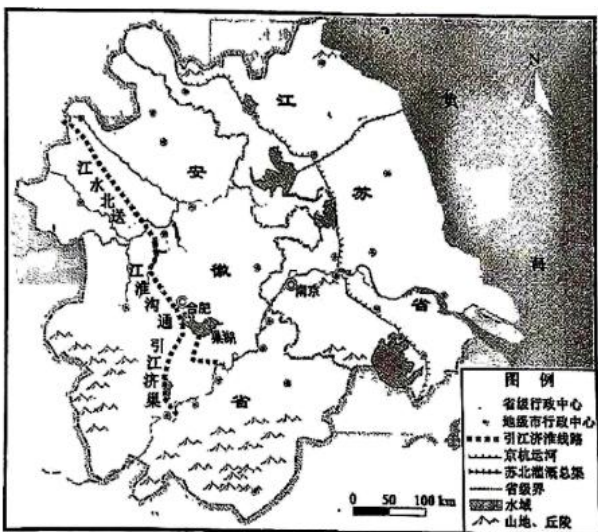 N
江
黄
安
苏
江水北送
江淮沟通
徽
合肥
巢湖
南京
省
引江济巢
省
图例
省级行政中心
地级市行政中心
引江济淮线路
京杭运河
苏北灌溉总渠
省级界
水域
山地、丘陵
0 50 100 km